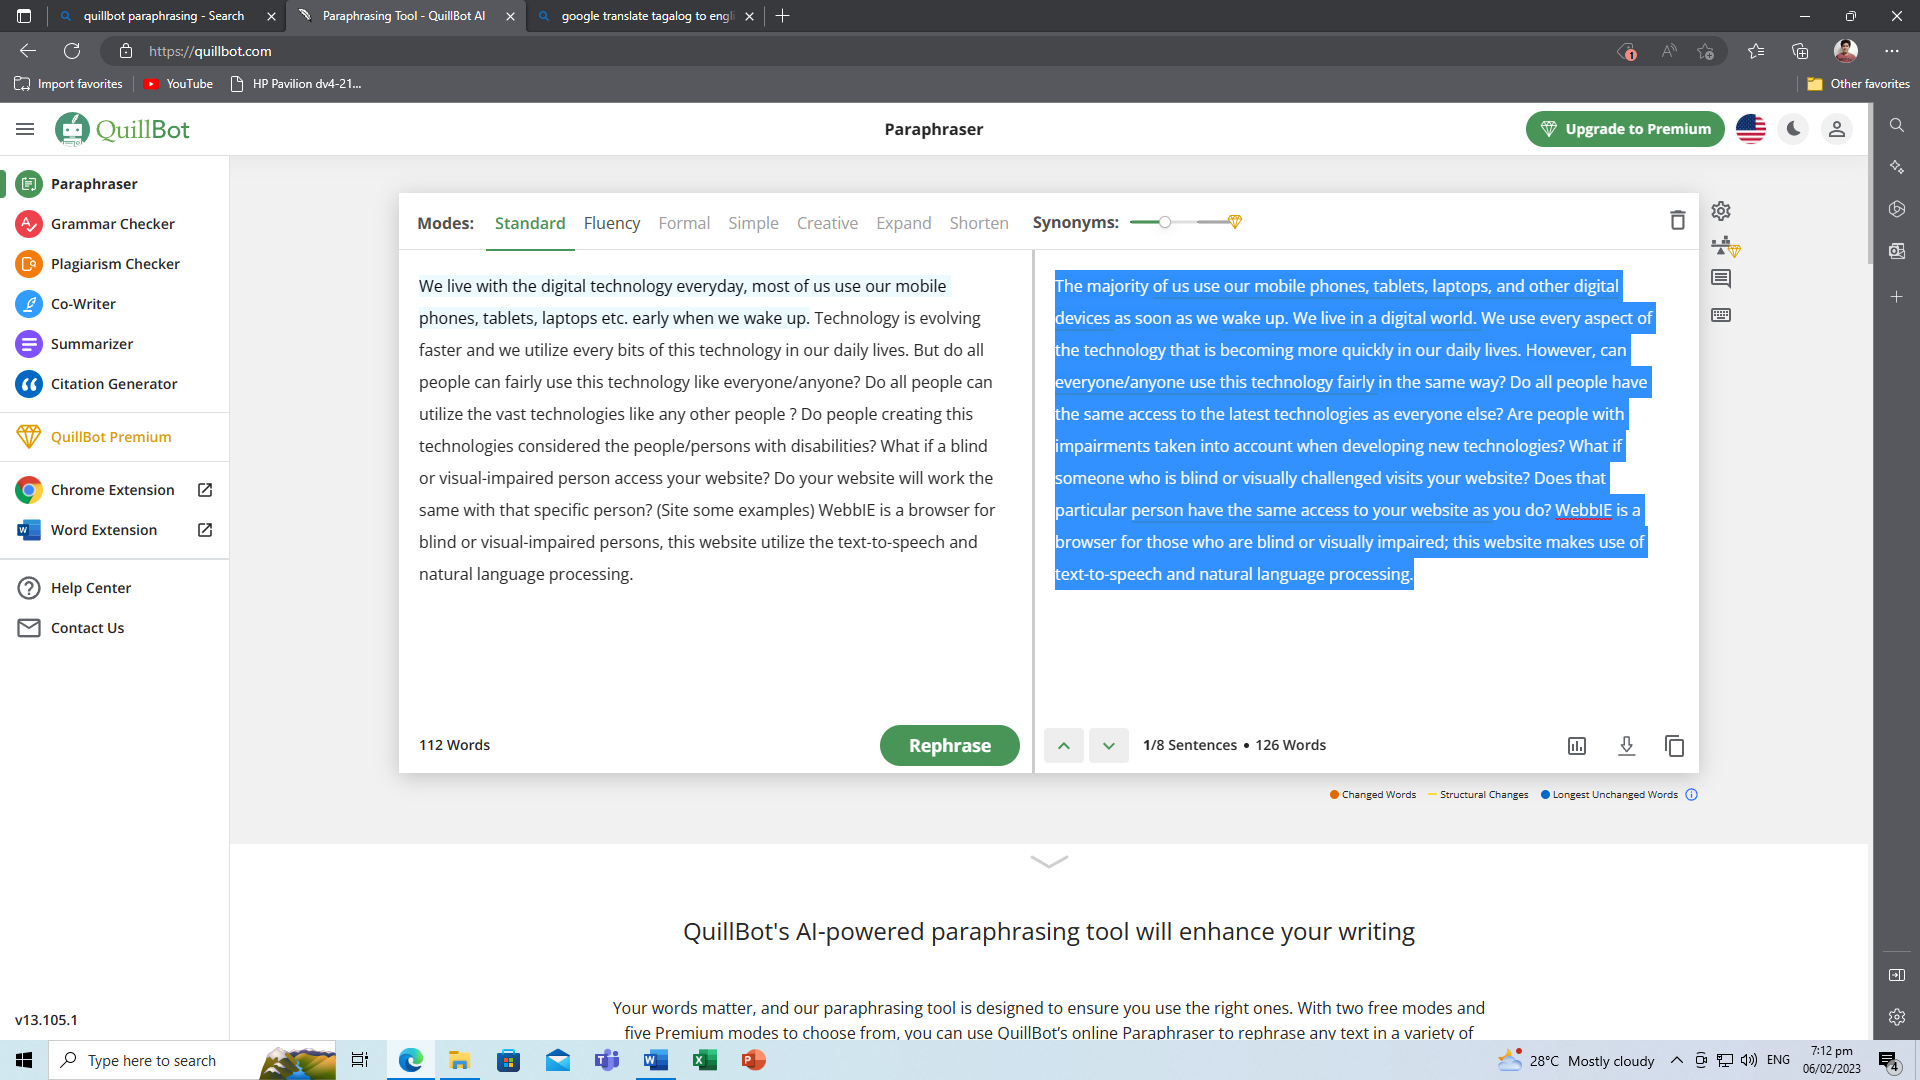 quillbot paraphrasing - Search
Paraphrasing Tool - QuillBot AI
google translate tagalog to engli
https://quillbot.com
1
Import favorites
YouTube
HP Pavilion dv4-21...
Other favorites
QuillBot
Paraphraser
Upgrade to Premium
Paraphraser
Grammar Checker
Plagiarism Checker
Co-Writer
Summarizer
Citation Generator
QuillBot Premium
Chrome Extension
Word Extension
Help Center
Contact Us
v13.105.1
Modes: Standard Fluency Formal Simple Creative Expand Shorten Synonyms:
We live with the digital technology everyday, most of us use our mobile
phones, tablets, laptops etc. early when we wake up. Technology is evolving
faster and we utilize every bits of this technology in our daily lives. But do all
people can fairly use this technology like everyone/anyone? Do all people can
utilize the vast technologies like any other people ? Do people creating this
technologies considered the people/persons with disabilities? What if a blind
or visual-impaired person access your website? Do your website will work the
same with that specific person? (Site some examples) WebbIE is a browser for
blind or visual-impaired persons, this website utilize the text-to-speech and
natural language processing.
112 Words
Rephrase
The majority of us use our mobile phones, tablets, laptops, and other digital
devices as soon as we wake up. We live in a digital world. We use every aspect of
the technology that is becoming more quickly in our daily lives. However, can
everyone/anyone use this technology fairly in the same way? Do all people have
the same access to the latest technologies as everyone else? Are people with
impairments taken into account when developing new technologies? What if
someone who is blind or visually challenged visits your website? Does that
particular person have the same access to your website as you do? WebbIE is a
browser for those who are blind or visually impaired; this website makes use of
text-to-speech and natural language processing.
1/8 Sentences • 126 Words
Changed Words Structural Changes Longest Unchanged Words
QuillBot's AI-powered paraphrasing tool will enhance your writing
Your words matter, and our paraphrasing tool is designed to ensure you use the right ones. With two free modes and
five Premium modes to choose from, you can use QuillBot's online Paraphraser to rephrase any text in a variety of
Type here to search
28°C Mostly cloudy
ENG
7:12 pm
06/02/2023
4